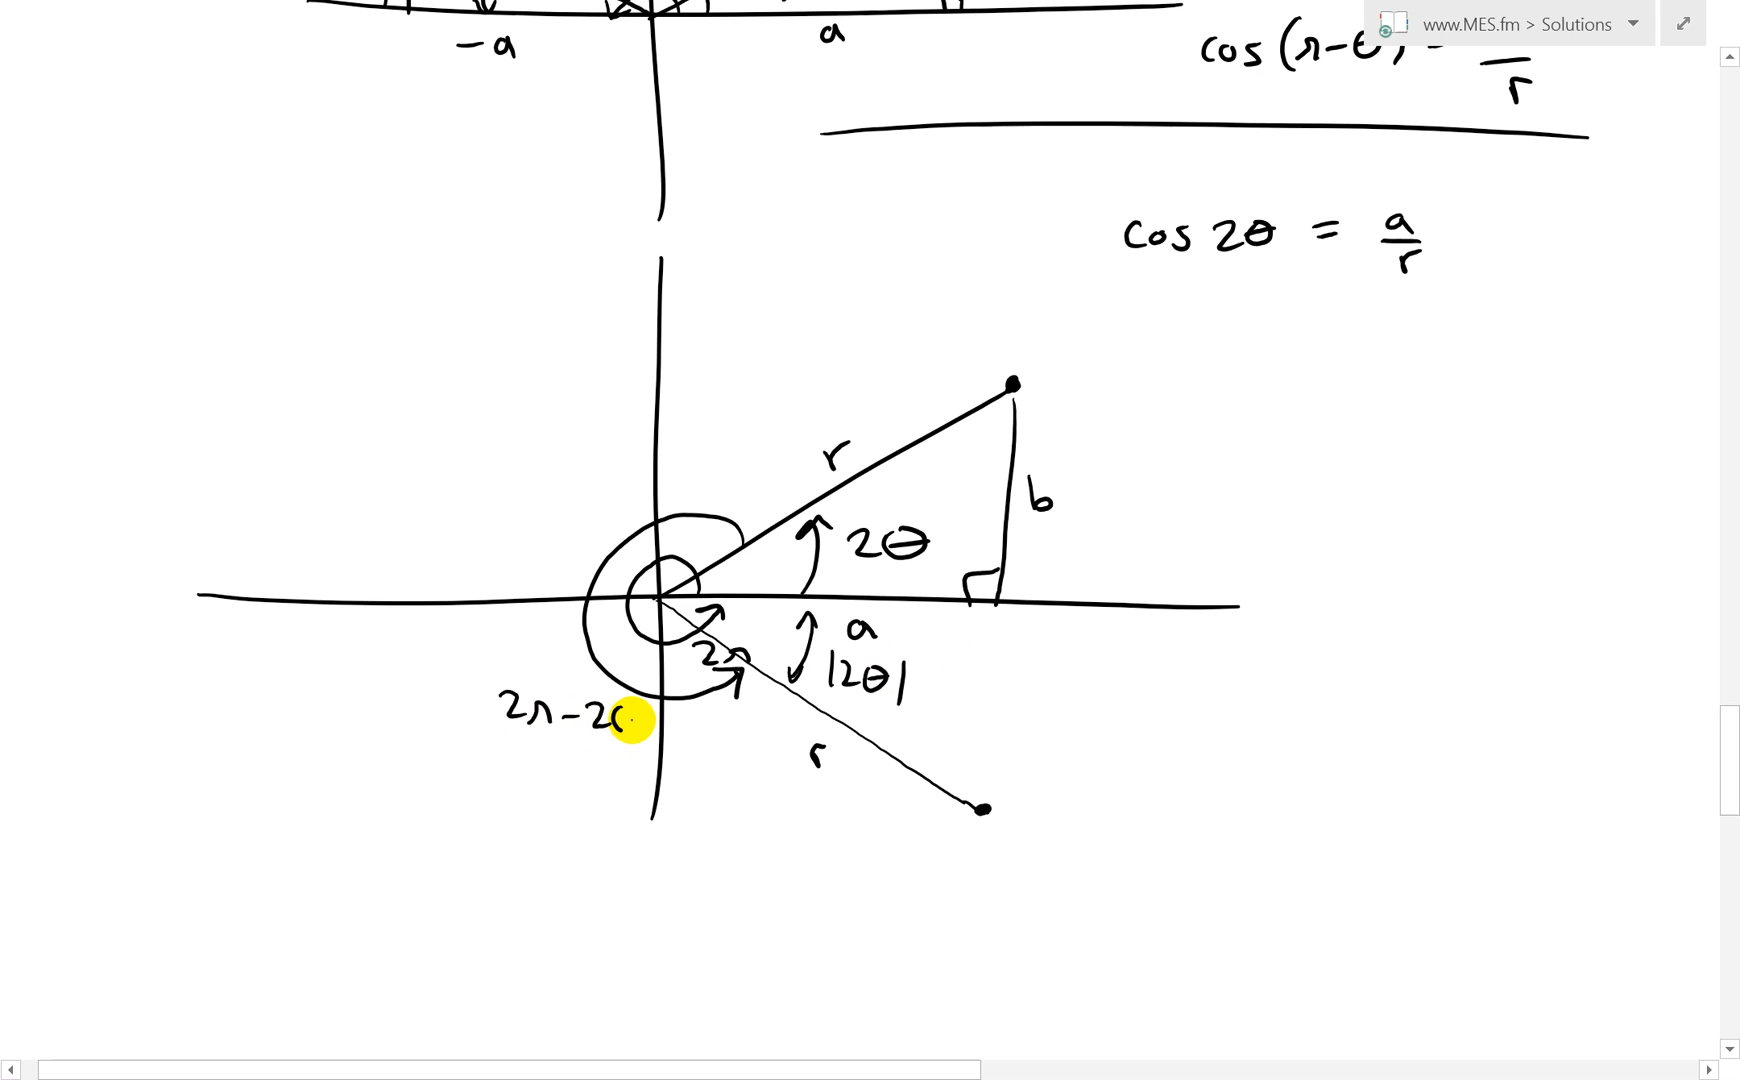 www.MES.fm > Solutions
-a
a
cos (π-θ) -
r
cos 2θ = a/r
r
b
2θ
a
2π
|2θ|
2π-2
r